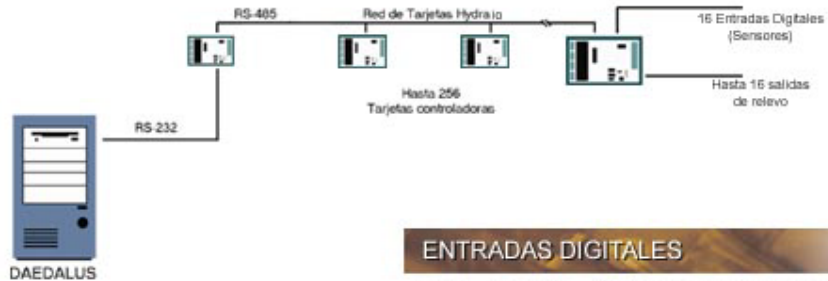 RS-485
Red de Tarjetas Hydra io
16 Entradas Digitales
(Sensores)
Hasta 256
Tarjetas controladoras
Hasta 16 salidas
de relevo
RS-232
DAEDALUS
ENTRADAS DIGITALES